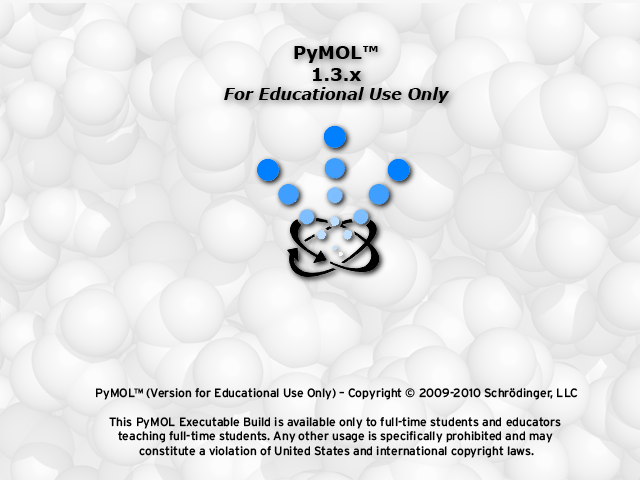 PyMOL™
1.3.x
For Educational Use Only
PyMOL™ (Version for Educational Use Only) – Copyright © 2009-2010 Schrödinger, LLC
This PyMOL Executable Build is available only to full-time students and educators
teaching full-time students. Any other usage is specifically prohibited and may
constitute a violation of United States and international copyright laws.